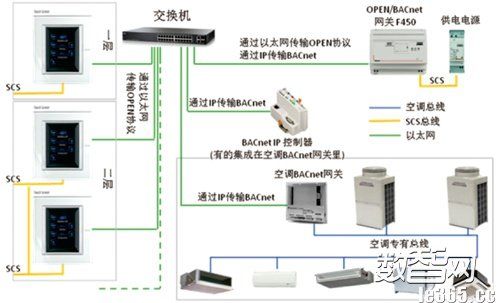 一层
SCS
二层
SCS
SCS
通过以太网
传输OPEN协议
交换机
通过以太网传输OPEN协议
通过IP传输BACnet
OPEN/BACnet
网关F450
供电电源
SCS
通过IP传输BACnet
BACnet IP 控制器
(有的集成在空调BACnet网关里)
空调总线
SCS总线
以太网
空调BACnet网关
通过IP传输BACnet
空调专有总线
数智网